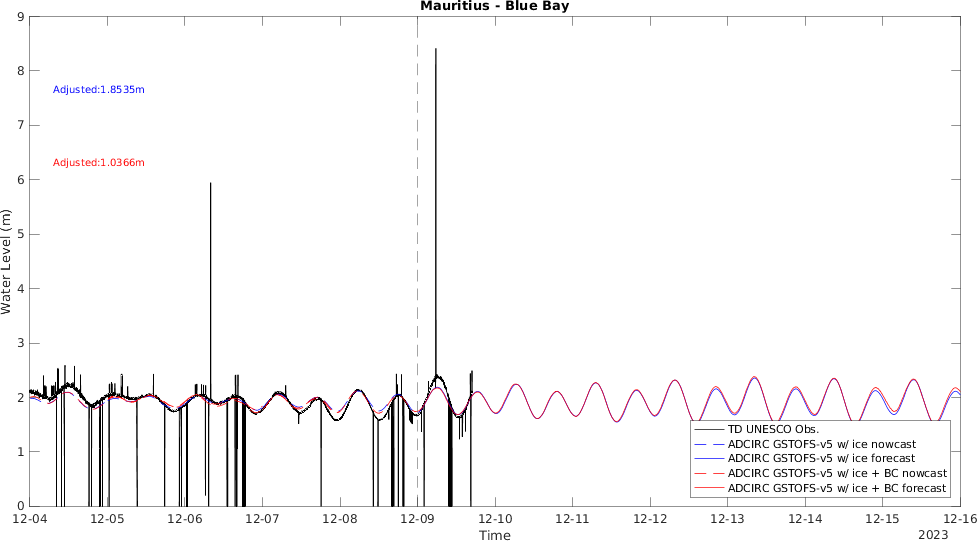 Mauritius - Blue Bay
9
8
7
6
5
4
3
2
1
0
Water Level (m)
Adjusted:1.8535m
Adjusted:1.0366m
TD UNESCO Obs.
ADCIRC GSTOFS-v5 w/ ice nowcast
ADCIRC GSTOFS-v5 w/ ice forecast
ADCIRC GSTOFS-v5 w/ ice + BC nowcast
ADCIRC GSTOFS-v5 w/ ice + BC forecast
12-04 12-05 12-06 12-07 12-08 12-09 12-10 12-11 12-12 12-13 12-14 12-15 12-16
Time
2023